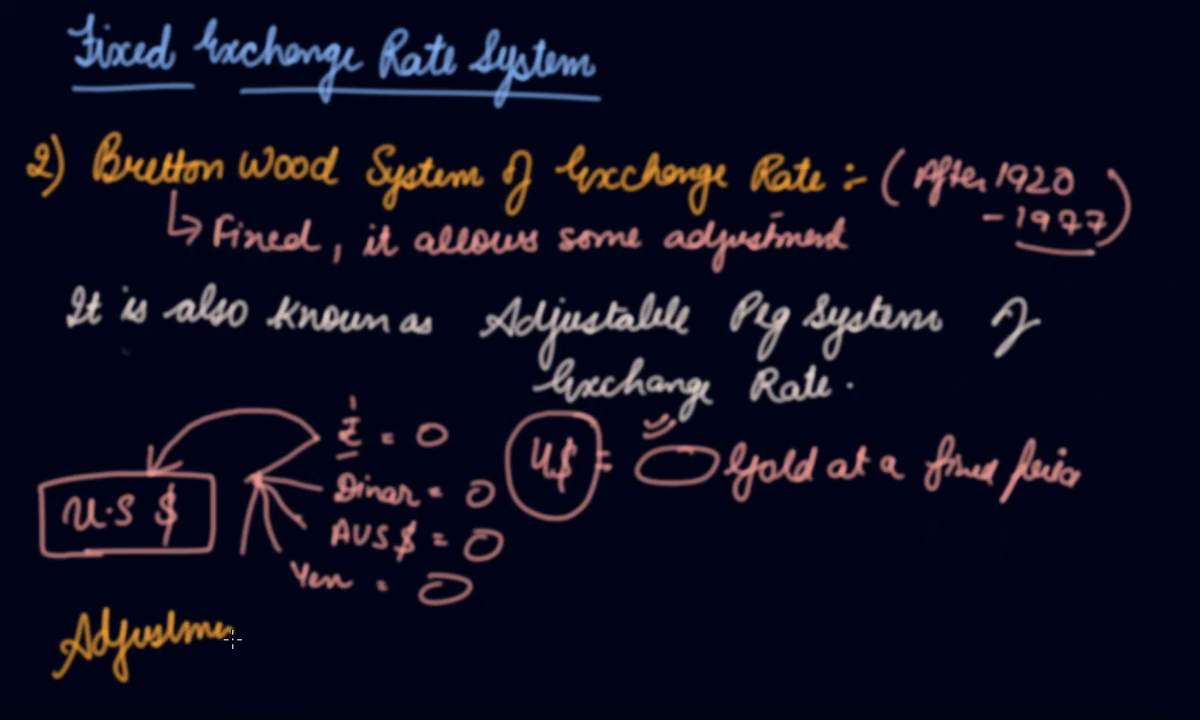 Fixed Exchange Rate System
2) Bretton Wood System of Exchange Rate :- (After 1920
- 1977)
↳ Fixed, it allows some adjustment
It is also known as Adjustable Peg System of
Exchange Rate.
₹ = 0
U.S $
Dinar = 0
AUS $ = 0
Yen = 0
U$ = Gold at a fixed price
Adjustme